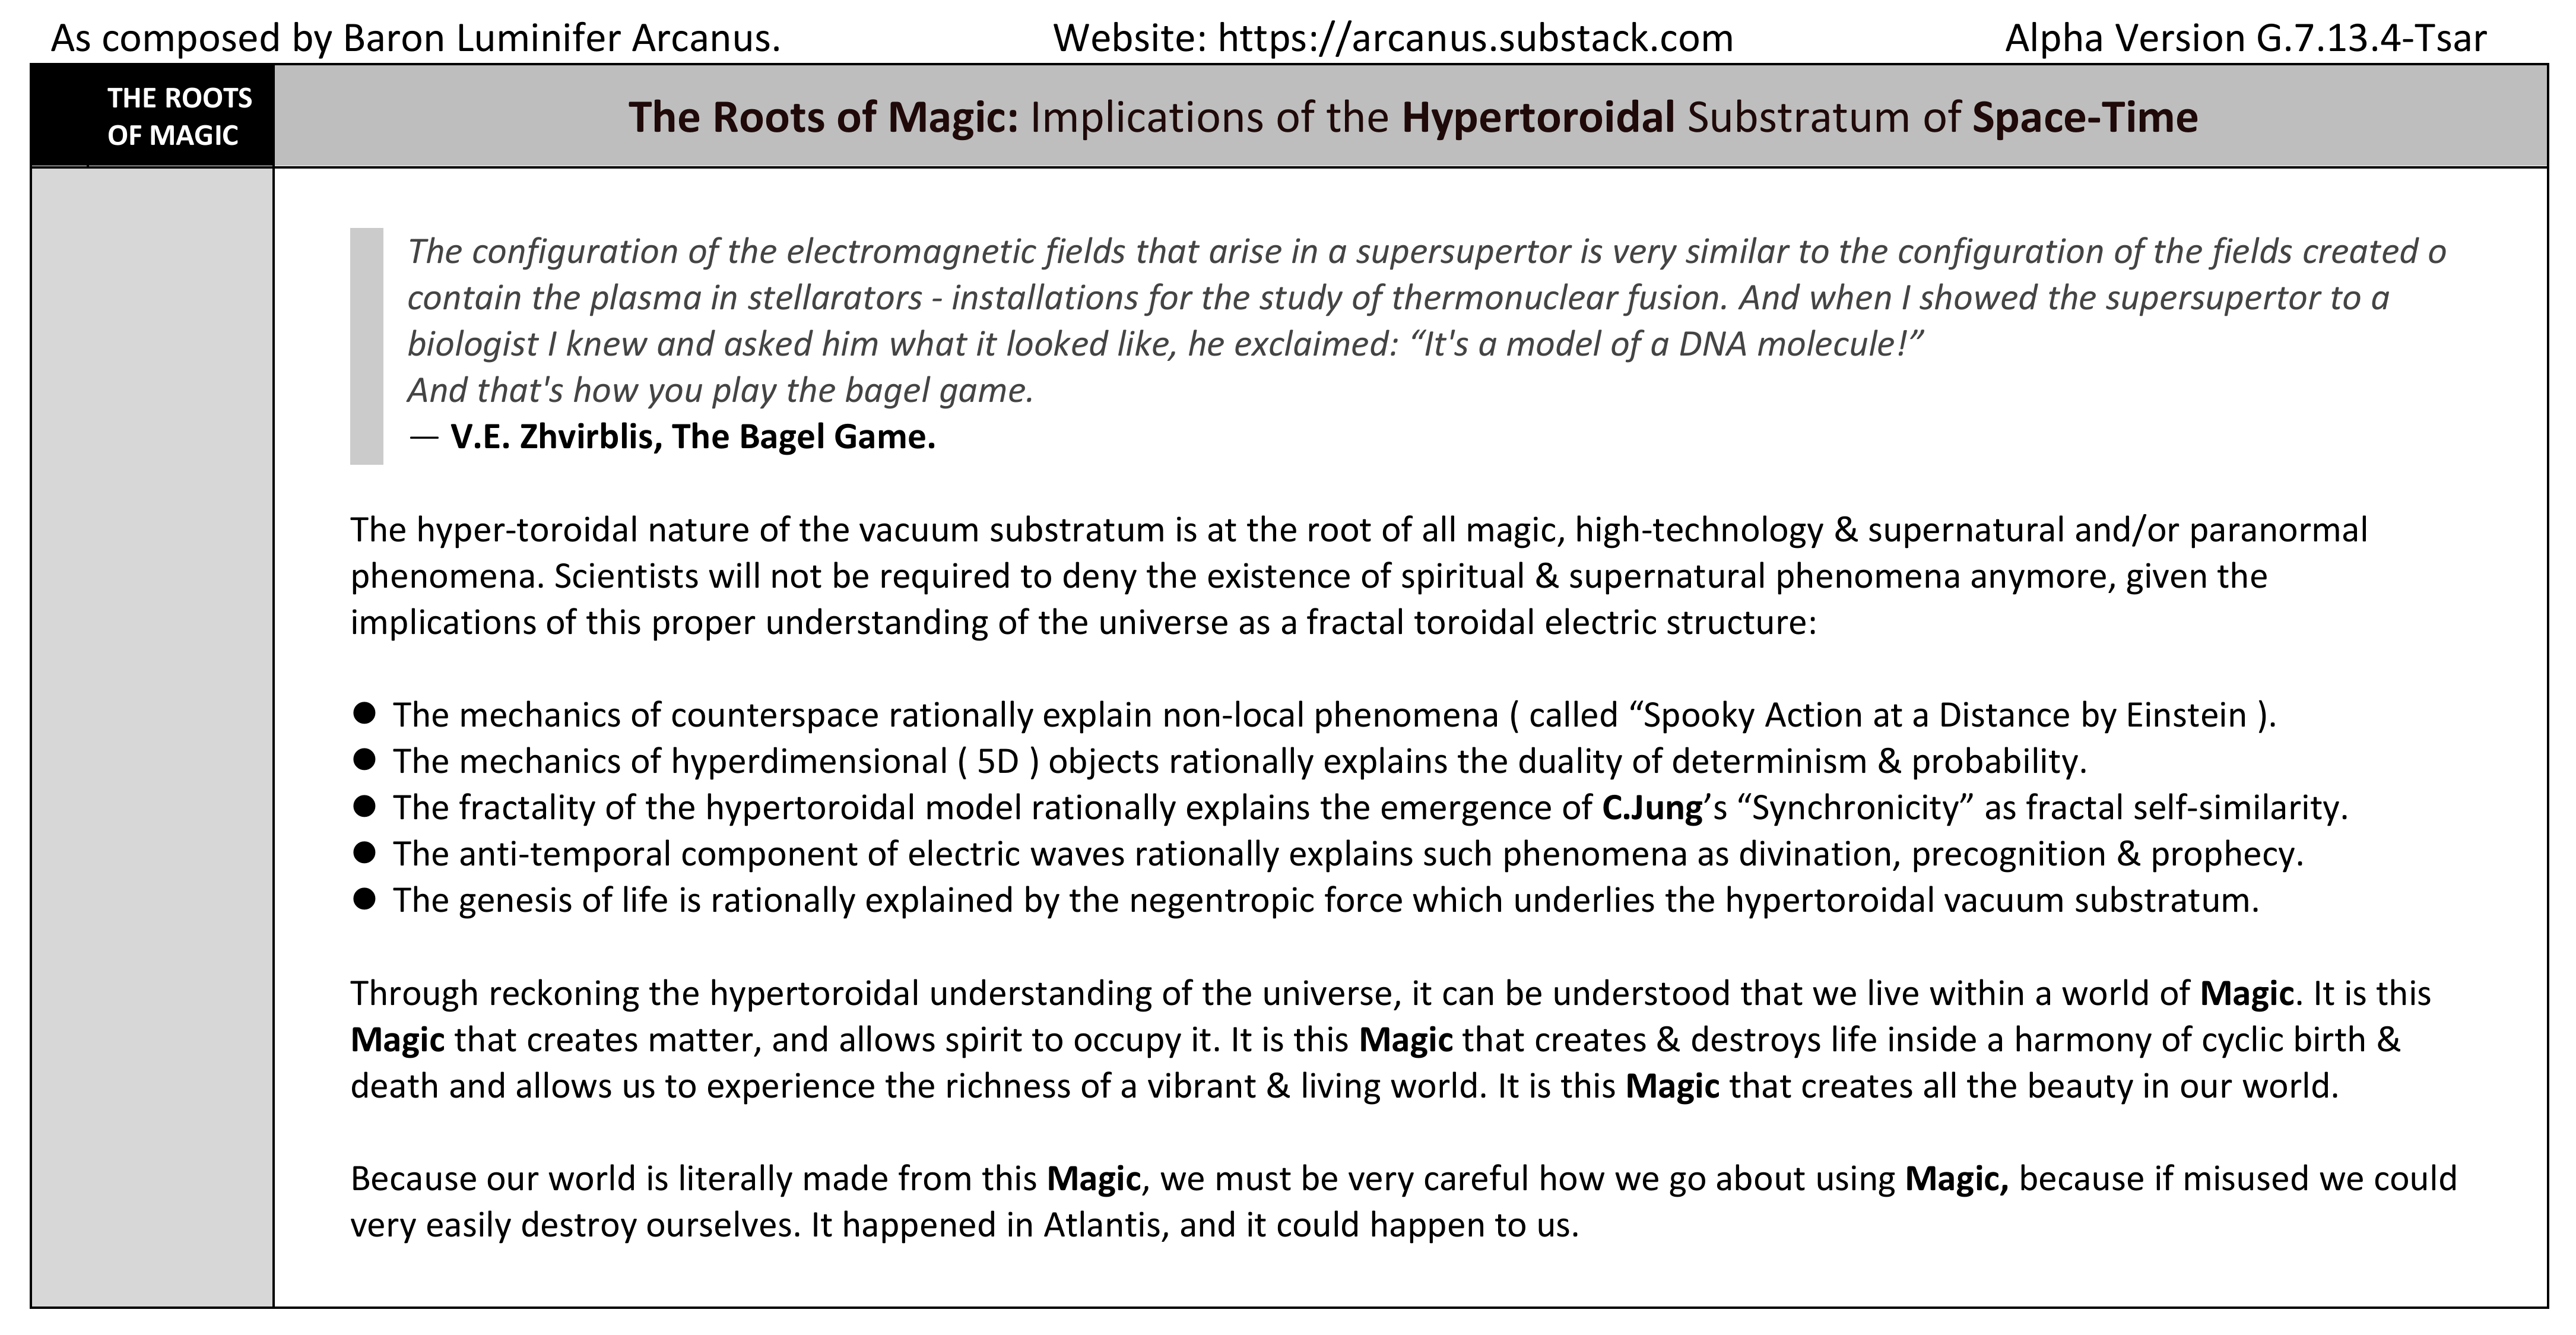 As composed by Baron Luminifer Arcanus. Website: https://arcanus.substack.com Alpha Version G.7.13.4-Tsar
THE ROOTS
OF MAGIC
The Roots of Magic: Implications of the Hypertoroidal Substratum of Space-Time
The configuration of the electromagnetic fields that arise in a supersupertor is very similar to the configuration of the fields created o
contain the plasma in stellarators - installations for the study of thermonuclear fusion. And when I showed the supersupertor to a
biologist I knew and asked him what it looked like, he exclaimed: “It's a model of a DNA molecule!”
And that's how you play the bagel game.
— V.E. Zhvirblis, The Bagel Game.
The hyper-toroidal nature of the vacuum substratum is at the root of all magic, high-technology & supernatural and/or paranormal
phenomena. Scientists will not be required to deny the existence of spiritual & supernatural phenomena anymore, given the
implications of this proper understanding of the universe as a fractal toroidal electric structure:
● The mechanics of counterspace rationally explain non-local phenomena ( called “Spooky Action at a Distance by Einstein ).
● The mechanics of hyperdimensional ( 5D ) objects rationally explains the duality of determinism & probability.
● The fractality of the hypertoroidal model rationally explains the emergence of C.Jung’s “Synchronicity” as fractal self-similarity.
● The anti-temporal component of electric waves rationally explains such phenomena as divination, precognition & prophecy.
● The genesis of life is rationally explained by the negentropic force which underlies the hypertoroidal vacuum substratum.
Through reckoning the hypertoroidal understanding of the universe, it can be understood that we live within a world of Magic. It is this
Magic that creates matter, and allows spirit to occupy it. It is this Magic that creates & destroys life inside a harmony of cyclic birth &
death and allows us to experience the richness of a vibrant & living world. It is this Magic that creates all the beauty in our world.
Because our world is literally made from this Magic, we must be very careful how we go about using Magic, because if misused we could
very easily destroy ourselves. It happened in Atlantis, and it could happen to us.